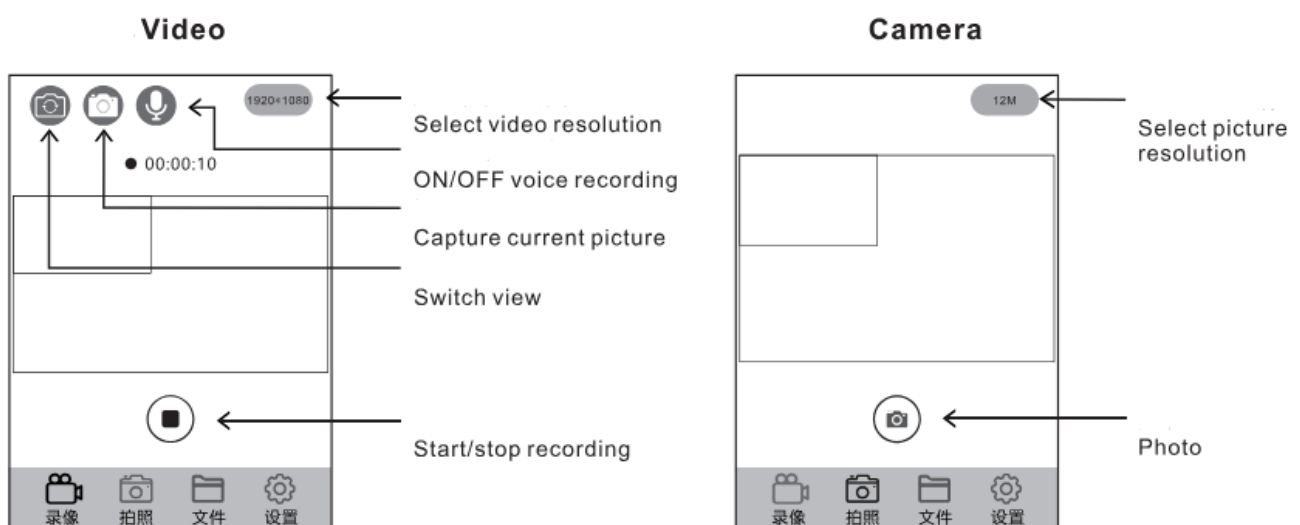 Video
1920*1080
Select video resolution
ON/OFF voice recording
00:00:10
Capture current picture
Switch view
Start/stop recording
录像 拍照 文件 设置
Camera
12M
Select picture
resolution
Photo
录像 拍照 文件 设置